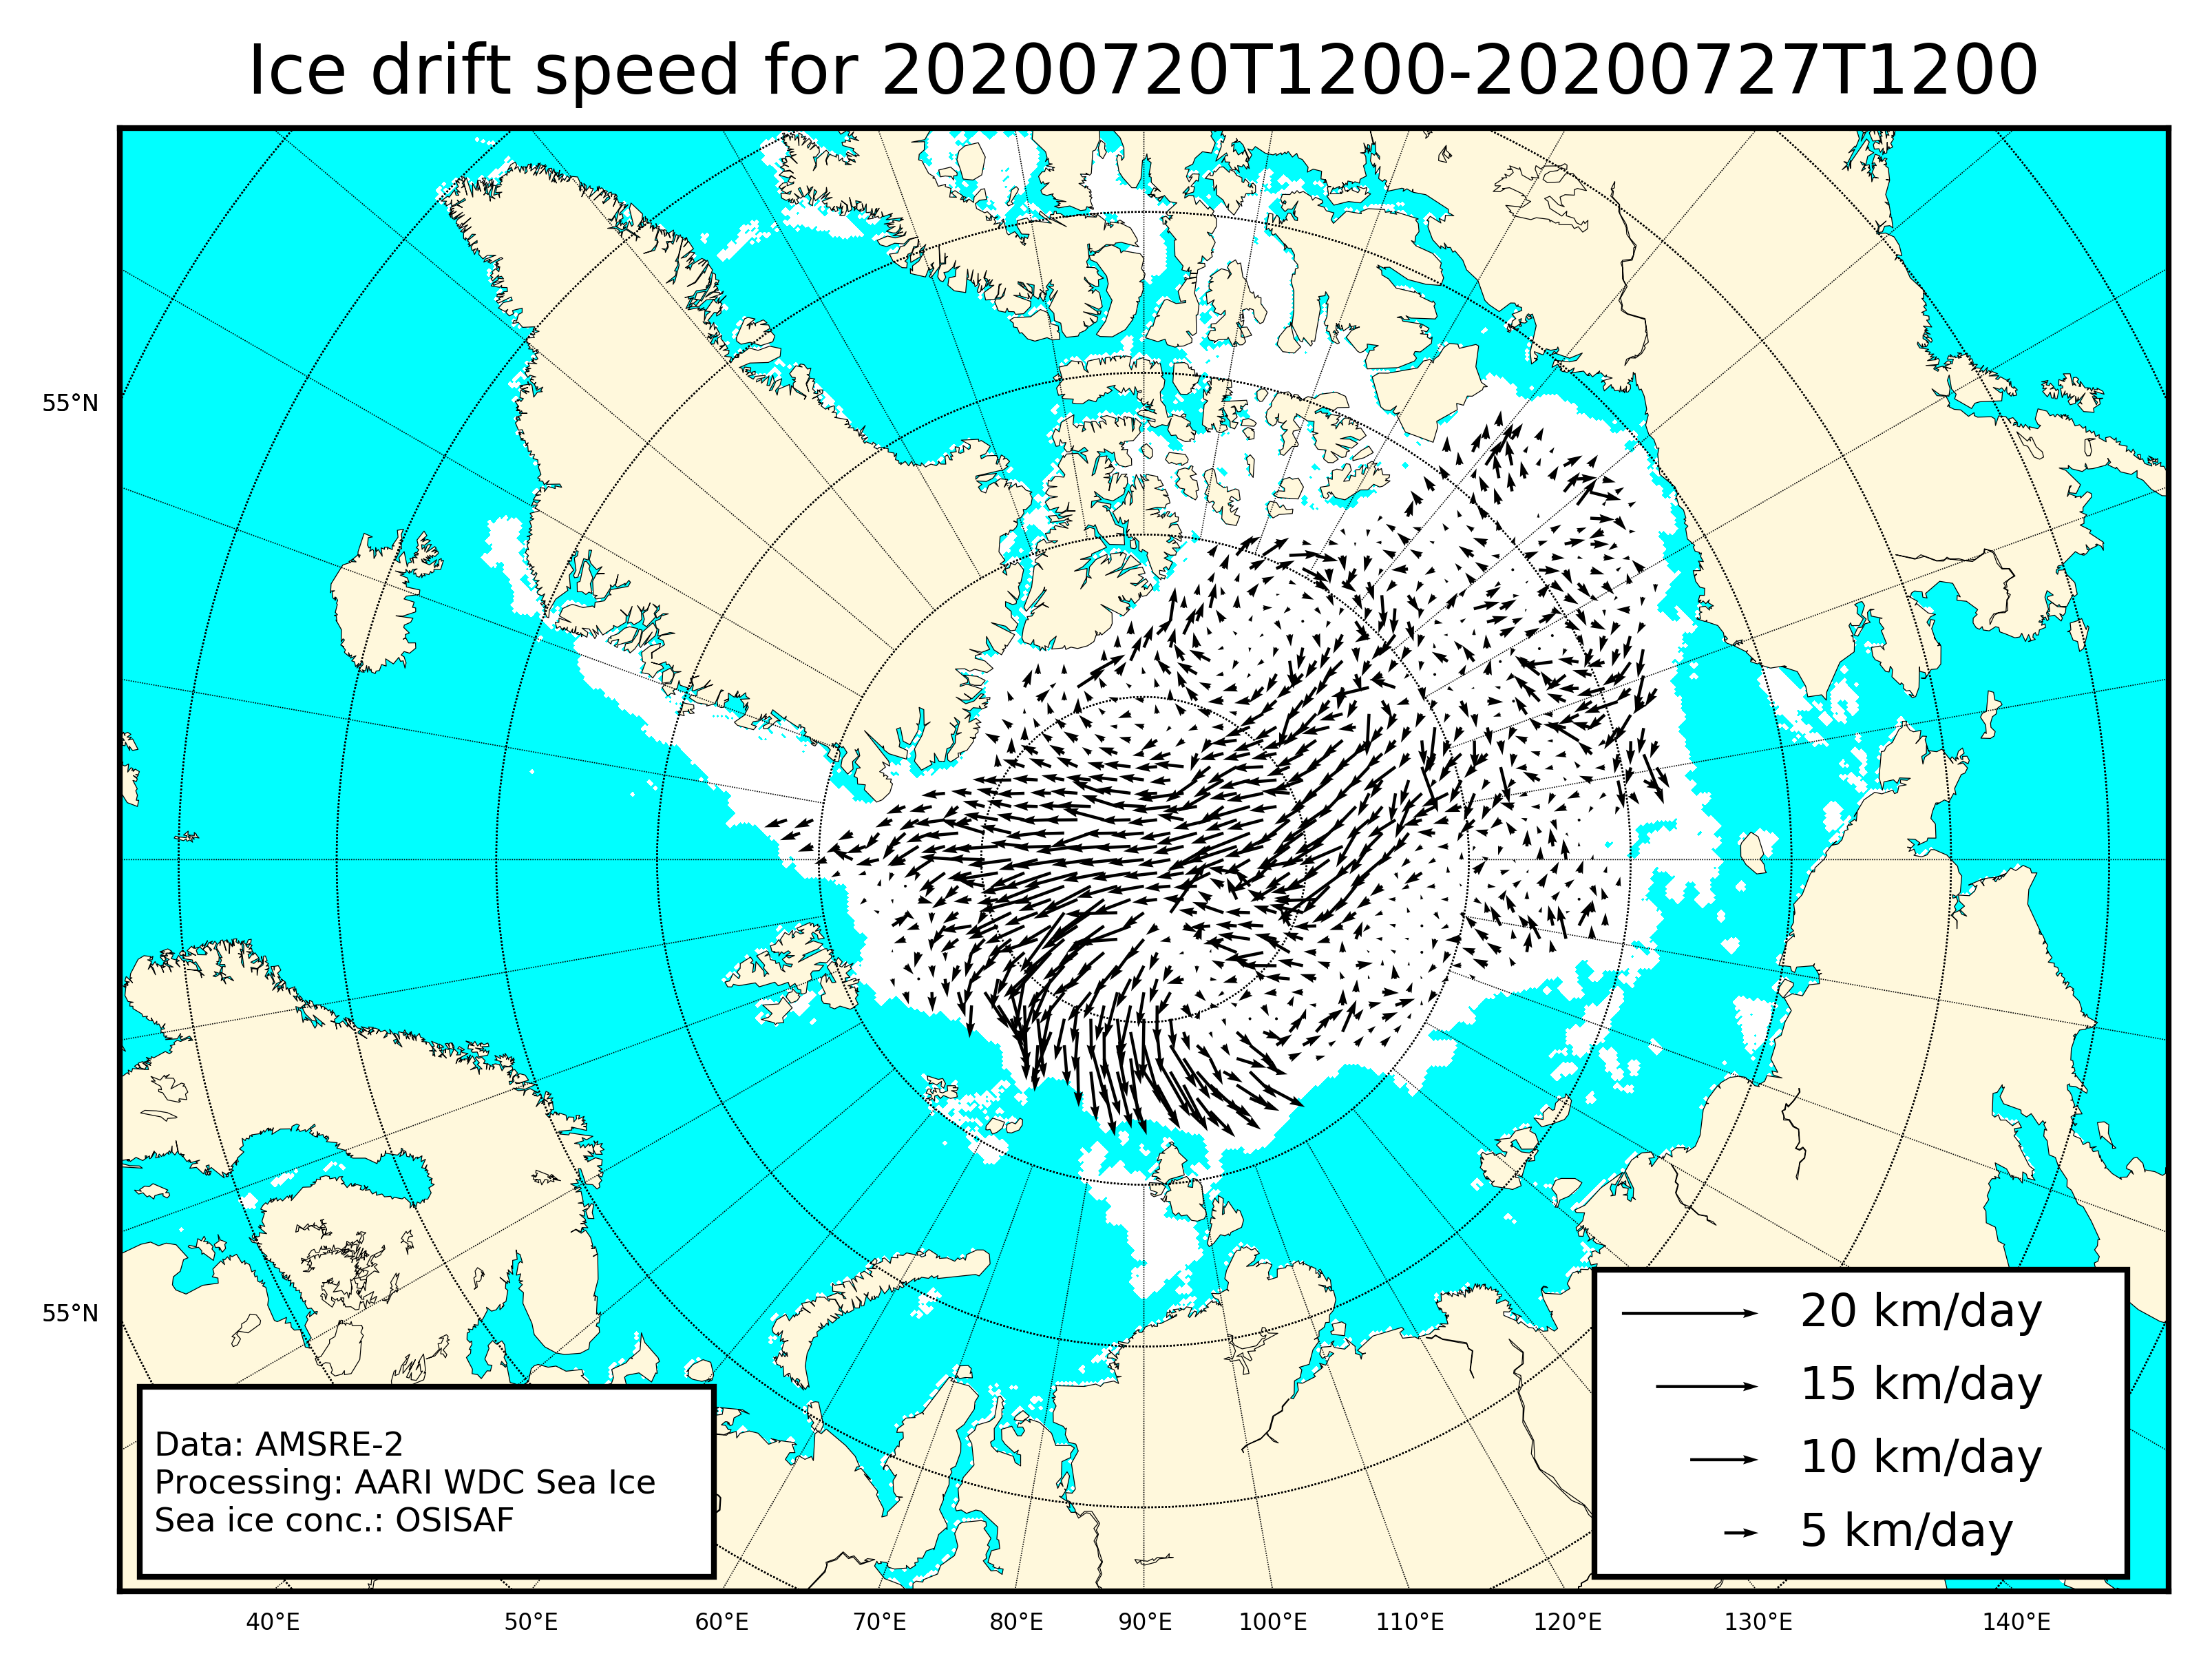 Ice drift speed for 20200720T1200-20200727T1200
55°N
55°N
20 km/day
15 km/day
10 km/day
5 km/day
Data: AMSRE-2
Processing: AARI WDC Sea Ice
Sea ice conc.: OSISAF
40°E 50°E 60°E 70°E 80°E 90°E 100°E 110°E 120°E 130°E 140°E